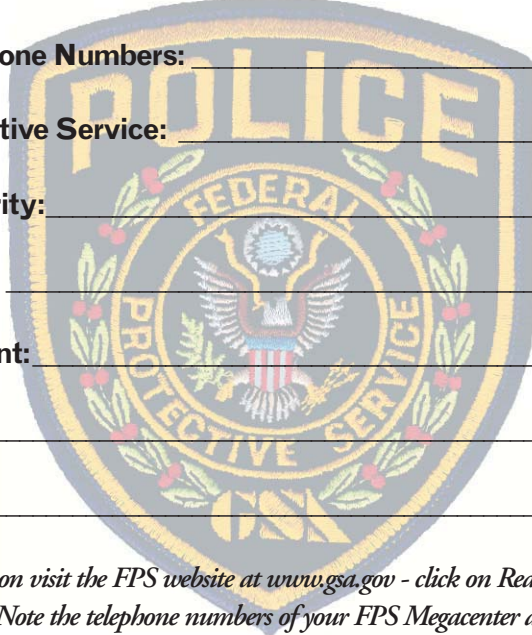 one Numbers:
POLICE
tive Service:
rity:
FEDERAL
PROTECTIVE SERVICE
nt:
GSA
on visit the FPS website at www.gsa.gov - click on Rea
Note the telephone numbers of your FPS Megacenter a